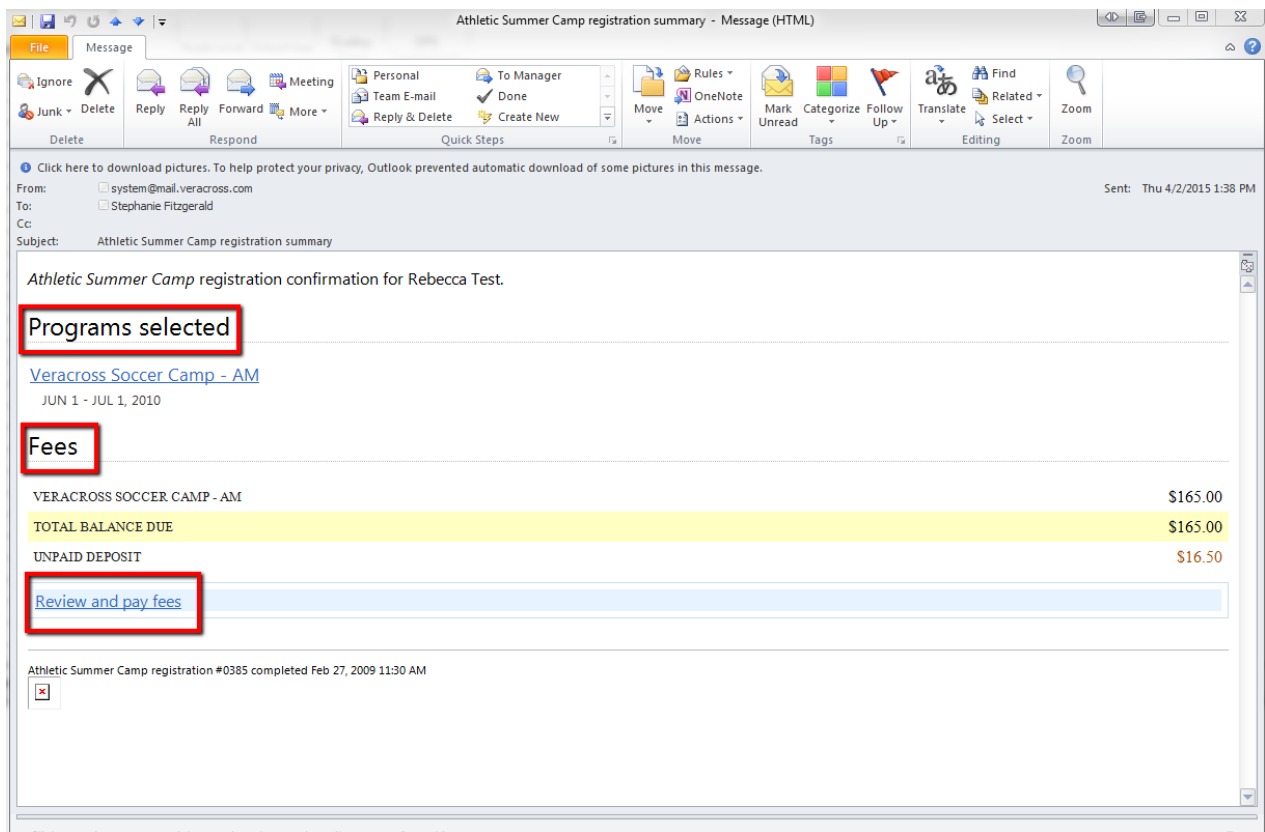 Athletic Summer Camp registration summary - Message (HTML)
File Message
Ignore
Junk
Delete
Delete
Reply
Reply All
Forward
Meeting
More
Respond
Personal
Team E-mail
Reply & Delete
To Manager
Done
Create New
Quick Steps
Move
Rules
OneNote
Actions
Move
Mark Unread
Categorize
Follow Up
Tags
Translate
Find
Related
Select
Editing
Zoom
Zoom
Click here to download pictures. To help protect your privacy, Outlook prevented automatic download of some pictures in this message.
From: system@mail.veracross.com Sent: Thu 4/2/2015 1:38 PM
To: Stephanie Fitzgerald
Cc:
Subject: Athletic Summer Camp registration summary
Athletic Summer Camp registration confirmation for Rebecca Test.
Programs selected
Veracross Soccer Camp - AM
JUN 1 - JUL 1, 2010
Fees
VERACROSS SOCCER CAMP - AM $165.00
TOTAL BALANCE DUE $165.00
UNPAID DEPOSIT $16.50
Review and pay fees
Athletic Summer Camp registration #0385 completed Feb 27, 2009 11:30 AM